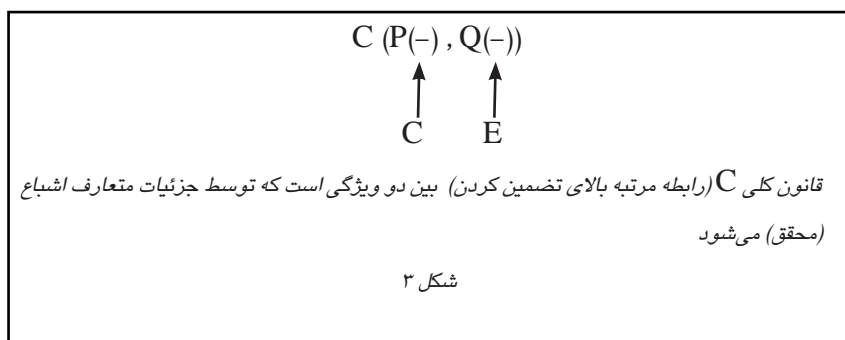 C (P(−) , Q(−))
C E
قانون کلی C (رابطه مرتبه بالای تضمین کردن) بین دو ویژگی است که توسط جزئیات متعارف اشباع
(محقق) می‌شود
شکل ۳